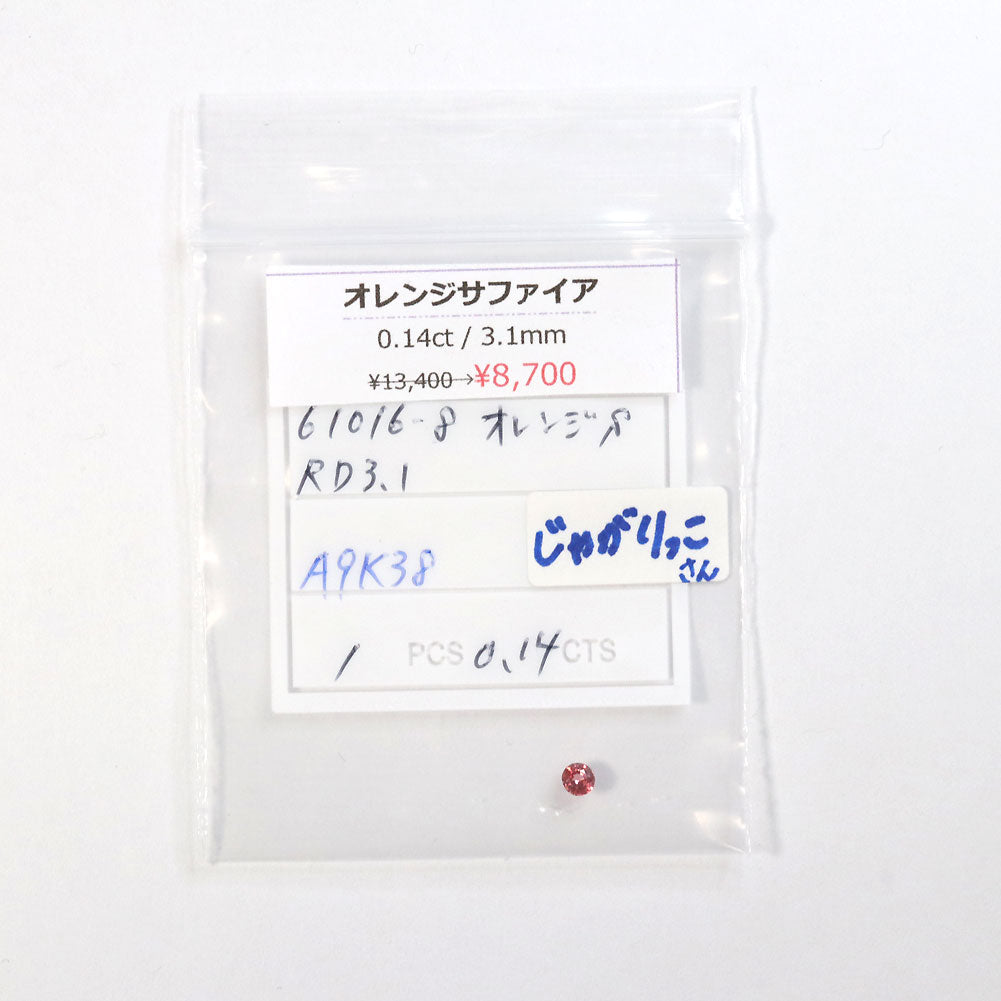 オレンジサファイア
0.14ct / 3.1mm
¥13,400→¥8,700
61016-8 オレンジ
RD3.1
じゃがりっこ
さん
A9K38
1 PCS 0.14 CTS